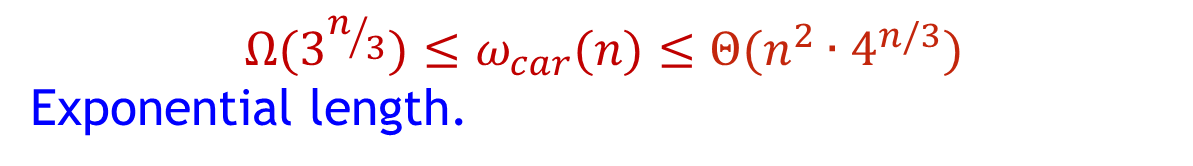 Ω(3^{n/3}) ≤ ω_{car}(n) ≤ Θ(n^2 · 4^{n/3})
Exponential length.